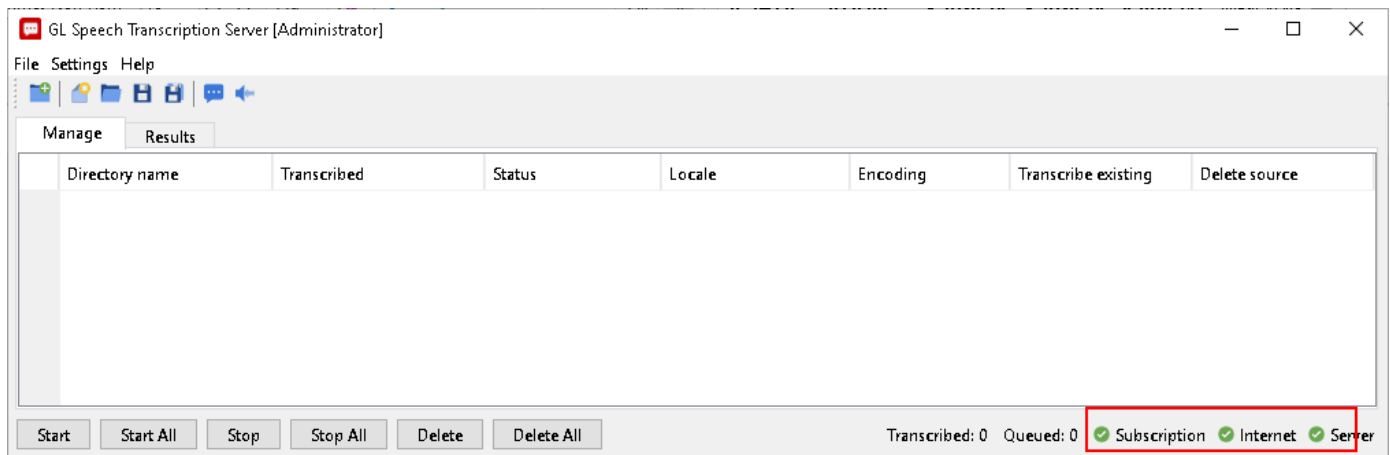 GL Speech Transcription Server [Administrator]
File Settings Help
Manage Results
Directory name Transcribed Status Locale Encoding Transcribe existing Delete source
Start Start All Stop Stop All Delete Delete All Transcribed: 0 Queued: 0 Subscription Internet Server